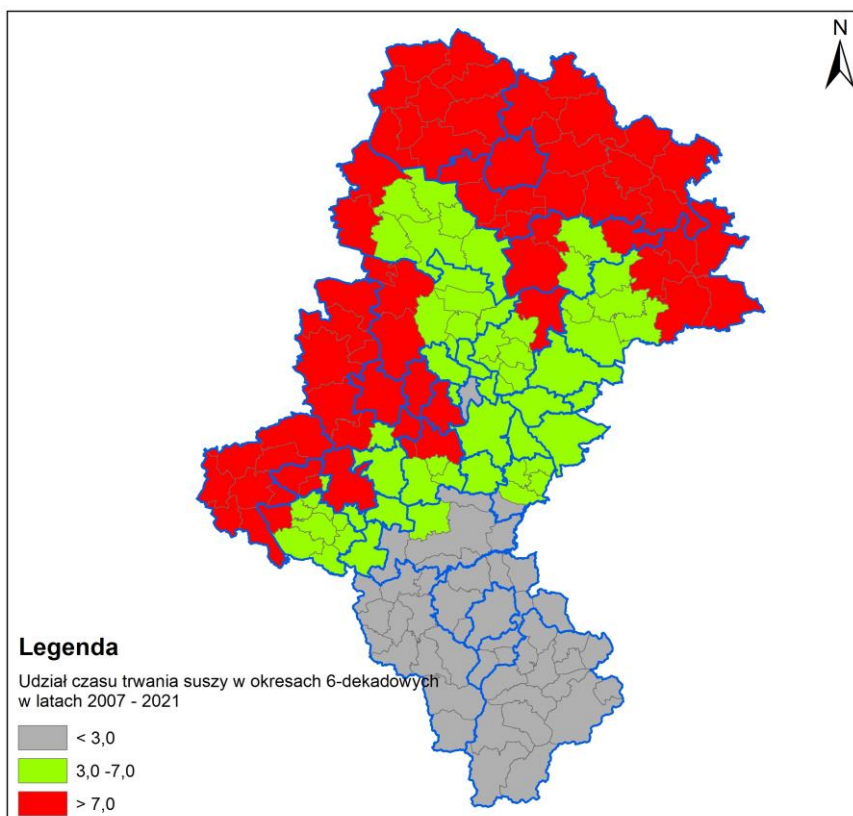 N
Legenda
Udział czasu trwania suszy w okresach 6-dekadowych
w latach 2007 - 2021
< 3,0
3,0 -7,0
> 7,0